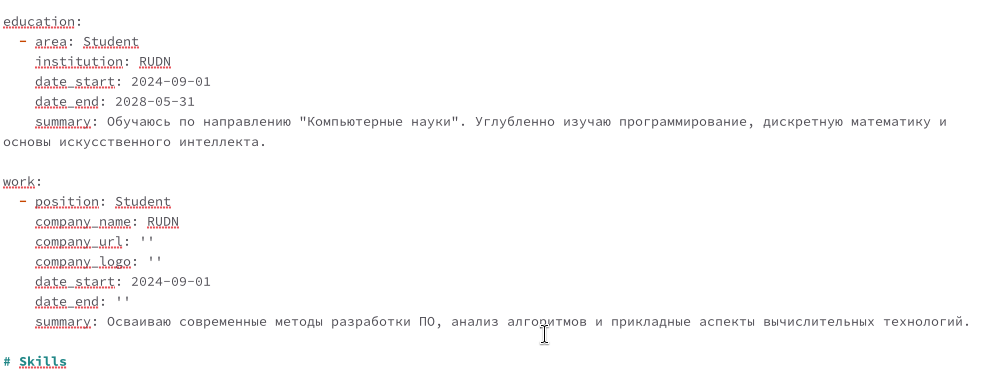 education:
  - area: Student
    institution: RUDN
    date_start: 2024-09-01
    date_end: 2028-05-31
    summary: Обучаюсь по направлению "Компьютерные науки". Углубленно изучаю программирование, дискретную математику и
основы искусственного интеллекта.

work:
  - position: Student
    company_name: RUDN
    company_url: ''
    company_logo: ''
    date_start: 2024-09-01
    date_end: ''
    summary: Осваиваю современные методы разработки ПО, анализ алгоритмов и прикладные аспекты вычислительных технологий.

# Skills